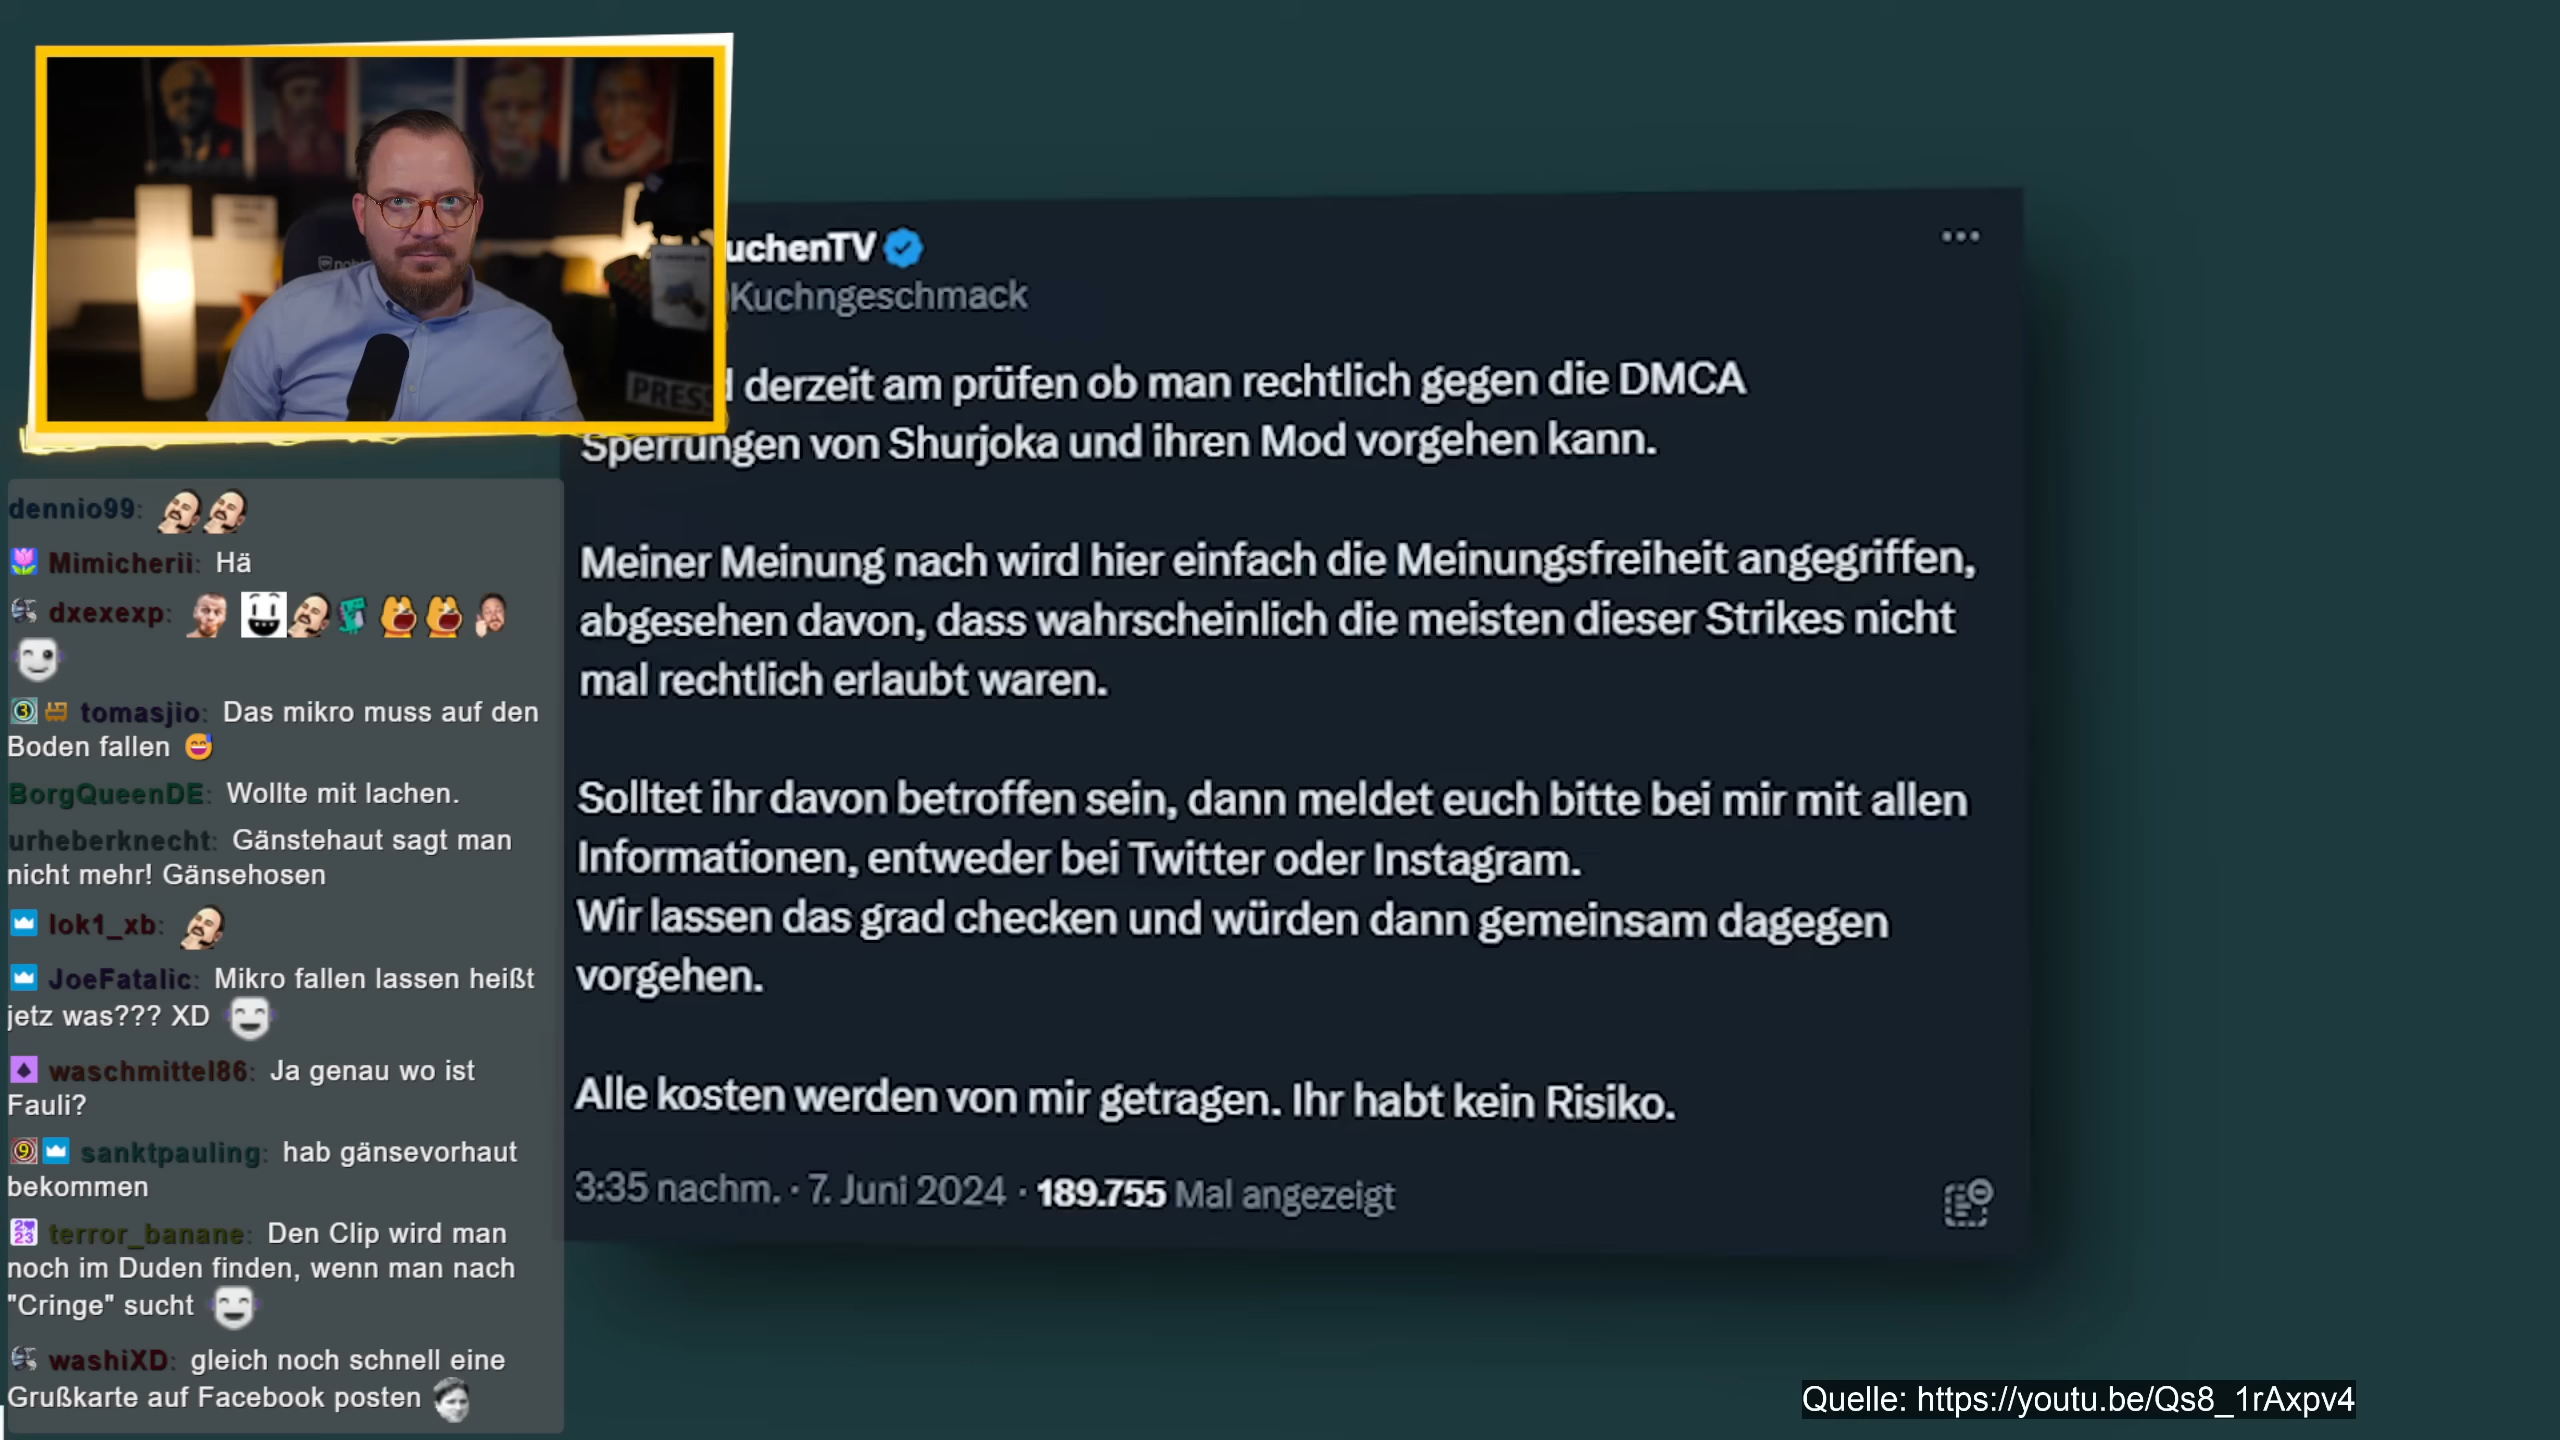 PRESS
uchenTV
Kuchngeschmack
derzeit am prüfen ob man rechtlich gegen die DMCA
Sperrungen von Shurjoka und ihren Mod vorgehen kann.
Meiner Meinung nach wird hier einfach die Meinungsfreiheit angegriffen,
abgesehen davon, dass wahrscheinlich die meisten dieser Strikes nicht
mal rechtlich erlaubt waren.
Solltet ihr davon betroffen sein, dann meldet euch bitte bei mir mit allen
Informationen, entweder bei Twitter oder Instagram.
Wir lassen das grad checken und würden dann gemeinsam dagegen
vorgehen.
Alle kosten werden von mir getragen. Ihr habt kein Risiko.
3:35 nachm. · 7. Juni 2024 · 189.755 Mal angezeigt
dennio99:
Mimicherii: Hä
dxexexp:
tomasjio: Das mikro muss auf den
Boden fallen
BorgQueenDE: Wollte mit lachen.
urheberknecht: Gänstehaut sagt man
nicht mehr! Gänsehosen
lok1_xb:
JoeFatalic: Mikro fallen lassen heißt
jetz was??? XD
waschmittel86: Ja genau wo ist
Fauli?
sanktpauling: hab gänsevorhaut
bekommen
terror_banane: Den Clip wird man
noch im Duden finden, wenn man nach
"Cringe" sucht
washiXD: gleich noch schnell eine
Grußkarte auf Facebook posten
Quelle: https://youtu.be/Qs8_1rAxpv4